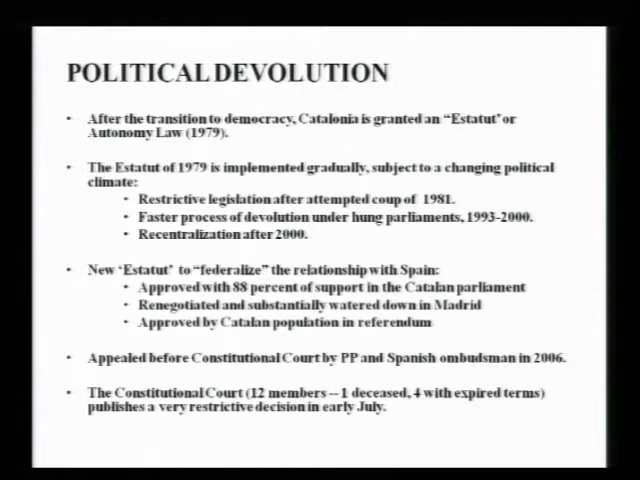 POLITICAL DEVOLUTION
• After the transition to democracy, Catalonia is granted an “Estatut’ or
Autonomy Law (1979).
• The Estatut of 1979 is implemented gradually, subject to a changing political
climate:
• Restrictive legislation after attempted coup of 1981.
• Faster process of devolution under hung parliaments, 1993-2000.
• Recentralization after 2000.
• New ‘Estatut’ to “federalize” the relationship with Spain:
• Approved with 88 percent of support in the Catalan parliament
• Renegotiated and substantially watered down in Madrid
• Approved by Catalan population in referendum
• Appealed before Constitutional Court by PP and Spanish ombudsman in 2006.
• The Constitutional Court (12 members -- 1 deceased, 4 with expired terms)
publishes a very restrictive decision in early July.